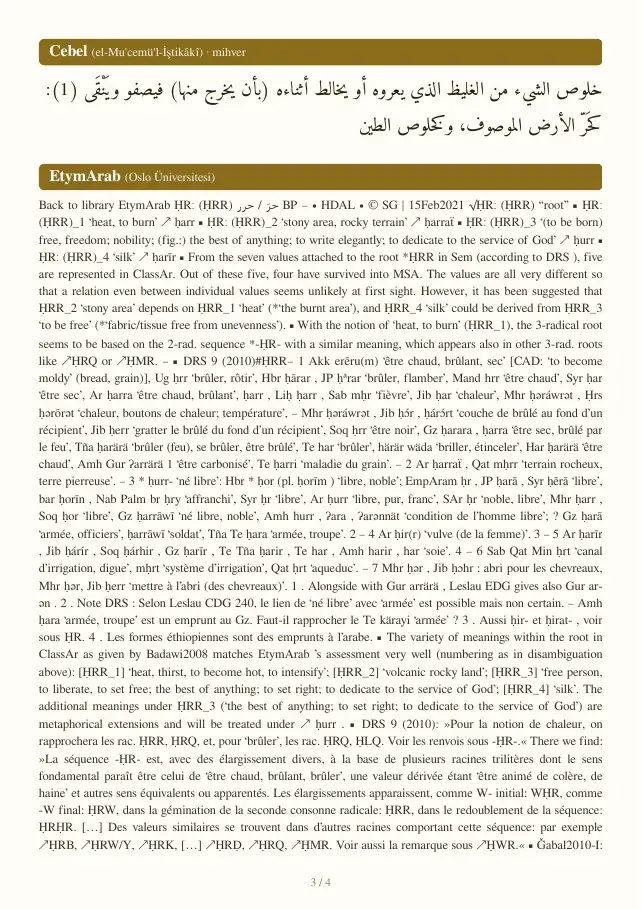 Cebel (el-Mu'cemü'l-İştikâkî) · mihver
خلوص الشيء من الغليظ الذي يعروه أو يخالط أثناءه (بأن يخرج منها) فيصفو ويَنْقَى (1):
كحَرّ الأرض الموصوف، وكخلوص الطين
EtymArab (Oslo Üniversitesi)
Back to library EtymArab ḤR: (ḤRR) حرّ / حرر BP – • HDAL • © SG | 15Feb2021 √ḤR: (ḤRR) “root” ▪ ḤR:
(ḤRR)_1 ‘heat, to burn’ ↗ ḥarr ▪ ḤR: (ḤRR)_2 ‘stony area, rocky terrain’ ↗ ḥarraẗ ▪ ḤR: (ḤRR)_3 ‘(to be born)
free, freedom; nobility; (fig.:) the best of anything; to write elegantly; to dedicate to the service of God’ ↗ ḥurr ▪
ḤR: (ḤRR)_4 ‘silk’ ↗ ḥarīr ▪ From the seven values attached to the root *ḤRR in Sem (according to DRS ), five
are represented in ClassAr. Out of these five, four have survived into MSA. The values are all very different so
that a relation even between individual values seems unlikely at first sight. However, it has been suggested that
ḤRR_2 ‘stony area’ depends on ḤRR_1 ‘heat’ (*‘the burnt area’), and ḤRR_4 ‘silk’ could be derived from ḤRR_3
‘to be free’ (*‘fabric/tissue free from unevenness’). ▪ With the notion of ‘heat, to burn’ (ḤRR_1), the 3-radical root
seems to be based on the 2-rad. sequence *-ḤR- with a similar meaning, which appears also in other 3-rad. roots
like ↗ḤRQ or ↗ḤMR. – ▪ DRS 9 (2010)#ḤRR– 1 Akk erēru(m) ‘être chaud, brûlant, sec’ [CAD: ‘to become
moldy’ (bread, grain)], Ug ḥrr ‘brûler, rôtir’, Hbr ḥārar , JP ḥᵃrar ‘brûler, flamber’, Mand hrr ‘être chaud’, Syr ḥar
‘être sec’, Ar ḥarra ‘être chaud, brûlant’, ḥarr , Liḥ ḥarr , Sab mḥr ‘fièvre’, Jib ḥar ‘chaleur’, Mhr ḥəráwrət , Ḥrs
ḥərōrət ‘chaleur, boutons de chaleur; température’, – Mhr ḥəráwrət , Jib ḥɔ́r , ḥárɔ́rt ‘couche de brûlé au fond d’un
récipient’, Jib ḥerr ‘gratter le brûlé du fond d’un récipient’, Soq ḥrr ‘être noir’, Gz ḥarara , ḥarra ‘être sec, brûlé par
le feu’, Tña ḥarärä ‘brûler (feu), se brûler, être brûlé’, Te har ‘brûler’, härär wäda ‘briller, étinceler’, Har ḥarärä ‘être
chaud’, Amh Gur ʔarrärä 1 ‘être carbonisé’, Te ḥarri ‘maladie du grain’. – 2 Ar ḥarraẗ , Qat mḥrr ‘terrain rocheux,
terre pierreuse’. – 3 * ḥurr- ‘né libre’: Hbr * ḥor (pl. ḥorīm ) ‘libre, noble’; EmpAram ḥr , JP ḥarā , Syr ḥērā ‘libre’,
bar ḥorīn , Nab Palm br ḥry ‘affranchi’, Syr ḥr ‘libre’, Ar ḥurr ‘libre, pur, franc’, SAr ḥr ‘noble, libre’, Mhr ḥarr ,
Soq ḥor ‘libre’, Gz ḥarrāwī ‘né libre, noble’, Amh hurr , ʔara , ʔarənnät ‘condition de l’homme libre’; ? Gz ḥarā
‘armée, officiers’, ḥarrāwī ‘soldat’, Tña Te ḥara ‘armée, troupe’. 2 – 4 Ar ḥir(r) ‘vulve (de la femme)’. 3 – 5 Ar ḥarīr
, Jib ḥárír , Soq ḥárhir , Gz ḥarīr , Te Tña ḥarir , Te har , Amh harir , har ‘soie’. 4 – 6 Sab Qat Min ḥrt ‘canal
d’irrigation, digue’, mḥrt ‘système d’irrigation’, Qat ḥrt ‘aqueduc’. – 7 Mhr ḥər , Jib ḥɔhr : abri pour les chevreaux,
Mhr ḥər, Jib ḥerr ‘mettre à l’abri (des chevreaux)’. 1 . Alongside with Gur arrärä , Leslau EDG gives also Gur ar-
ən . 2 . Note DRS : Selon Leslau CDG 240, le lien de ‘né libre’ avec ‘armée’ est possible mais non certain. – Amh
ḥara ‘armée, troupe’ est un emprunt au Gz. Faut-il rapprocher le Te kärayi ‘armée’ ? 3 . Aussi ḥir- et ḥirat- , voir
sous ḤR. 4 . Les formes éthiopiennes sont des emprunts à l’arabe. ▪ The variety of meanings within the root in
ClassAr as given by Badawi2008 matches EtymArab ’s assessment very well (numbering as in disambiguation
above): [ḤRR_1] ‘heat, thirst, to become hot, to intensify’; [ḤRR_2] ‘volcanic rocky land’; [ḤRR_3] ‘free person,
to liberate, to set free; the best of anything; to set right; to dedicate to the service of God’; [ḤRR_4] ‘silk’. The
additional meanings under ḤRR_3 (‘the best of anything; to set right; to dedicate to the service of God’) are
metaphorical extensions and will be treated under ↗ ḥurr . ▪ DRS 9 (2010): »Pour la notion de chaleur, on
rapprochera les rac. ḤRR, ḤRQ, et, pour ‘brûler’, les rac. ḤRQ, ḤLQ. Voir les renvois sous -ḤR-.« There we find:
»La séquence -ḤR- est, avec des élargissement divers, à la base de plusieurs racines trilitères dont le sens
fondamental paraît être celui de ‘être chaud, brûlant, brûler’, une valeur dérivée étant ‘être animé de colère, de
haine’ et autres sens équivalents ou apparentés. Les élargissements apparaissent, comme W- initial: WḤR, comme
-W final: ḤRW, dans la gémination de la seconde consonne radicale: ḤRR, dans le redoublement de la séquence:
ḤRḤR. […] Des valeurs similaires se trouvent dans d’autres racines comportant cette séquence: par exemple
↗ḤRB, ↗ḤRW/Y, ↗ḤRK, […] ↗ḤRḌ, ↗ḤRQ, ↗ḤMR. Voir aussi la remarque sous ↗ḤWR.« ▪ Ǧabal2010-I:
3 / 4